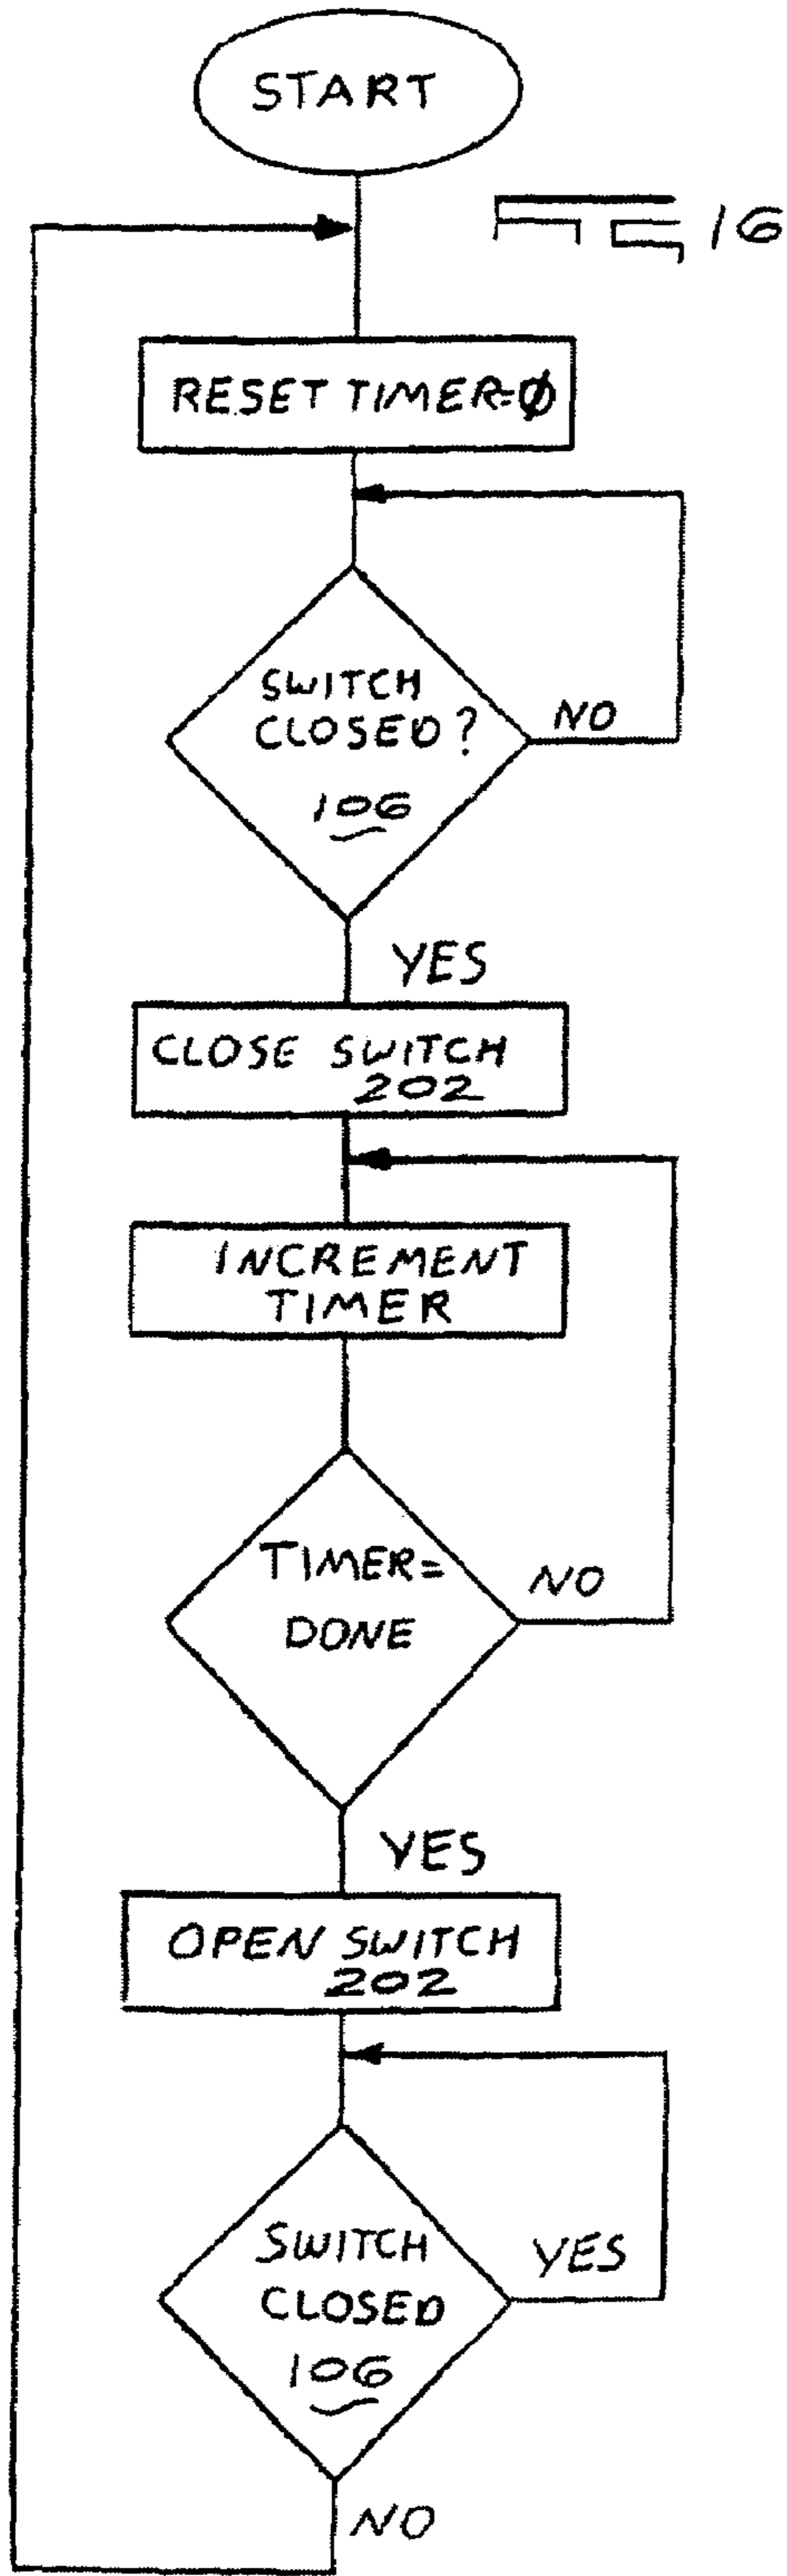 START
16
RESET TIMER=Ø
SWITCH
CLOSED?
NO
106
YES
CLOSE SWITCH
202
INCREMENT
TIMER
TIMER=
DONE
NO
YES
OPEN SWITCH
202
SWITCH
CLOSED
YES
106
NO